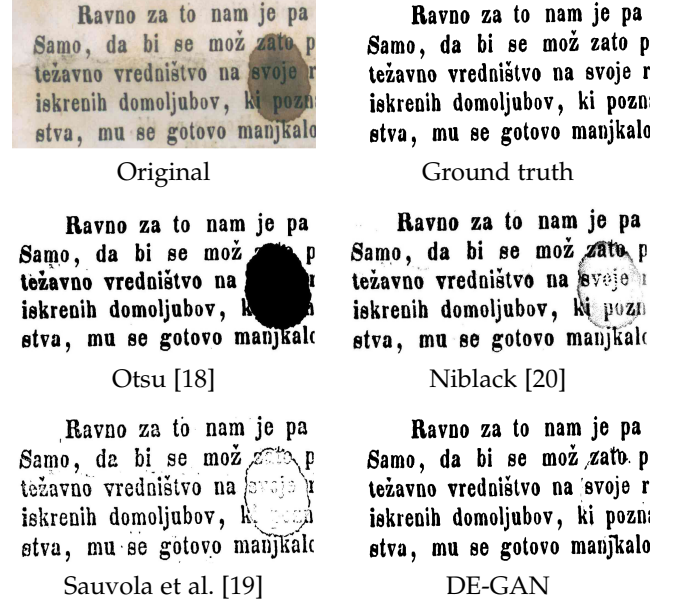 Ravno za to nam je pa
Samo, da bi se mož zato p
težavno vredništvo na svoje r
iskrenih domoljubov, ki pozn
stva, mu se gotovo manjkalo
Original
Ravno za to nam je pa
Samo, da bi se mož zato p
težavno vredništvo na svoje r
iskrenih domoljubov, ki pozn
stva, mu se gotovo manjkalo
Ground truth
Ravno za to nam je pa
Samo, da bi se mož p
težavno vredništvo na
iskrenih domoljubov,
stva, mu se gotovo manjkalo
Otsu [18]
Ravno za to nam je pa
Samo, da bi se mož zato p
težavno vredništvo na svoje
iskrenih domoljubov, ki pozn
stva, mu se gotovo manjkalo
Niblack [20]
Ravno za to nam je pa
Samo, da bi se mož zato p
težavno vredništvo na svoje r
iskrenih domoljubov,
stva, mu se gotovo manjkalo
Sauvola et al. [19]
Ravno za to nam je pa
Samo, da bi se mož zato p
težavno vredništvo na svoje r
iskrenih domoljubov, ki pozn
stva, mu se gotovo manjkalo
DE-GAN